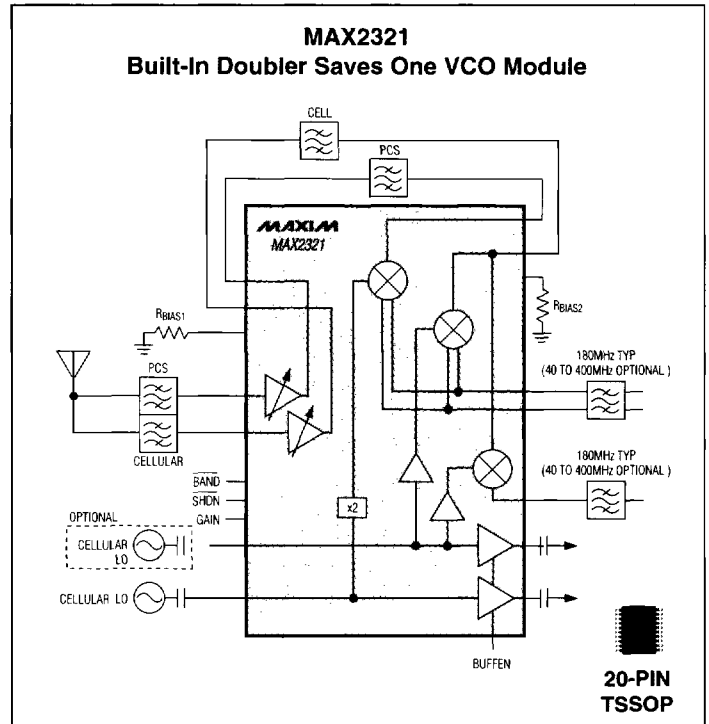 MAX2321
Built-In Doubler Saves One VCO Module
CELL
PCS
MAXIM
MAX2321
RBIAS1
RBIAS2
PCS
CELLULAR
180MHz TYP
(40 TO 400MHz OPTIONAL )
180MHz TYP
(40 TO 400MHz OPTIONAL )
BAND
SHDN
GAIN
x2
OPTIONAL
CELLULAR
LO
CELLULAR LO
BUFFEN
20-PIN
TSSOP